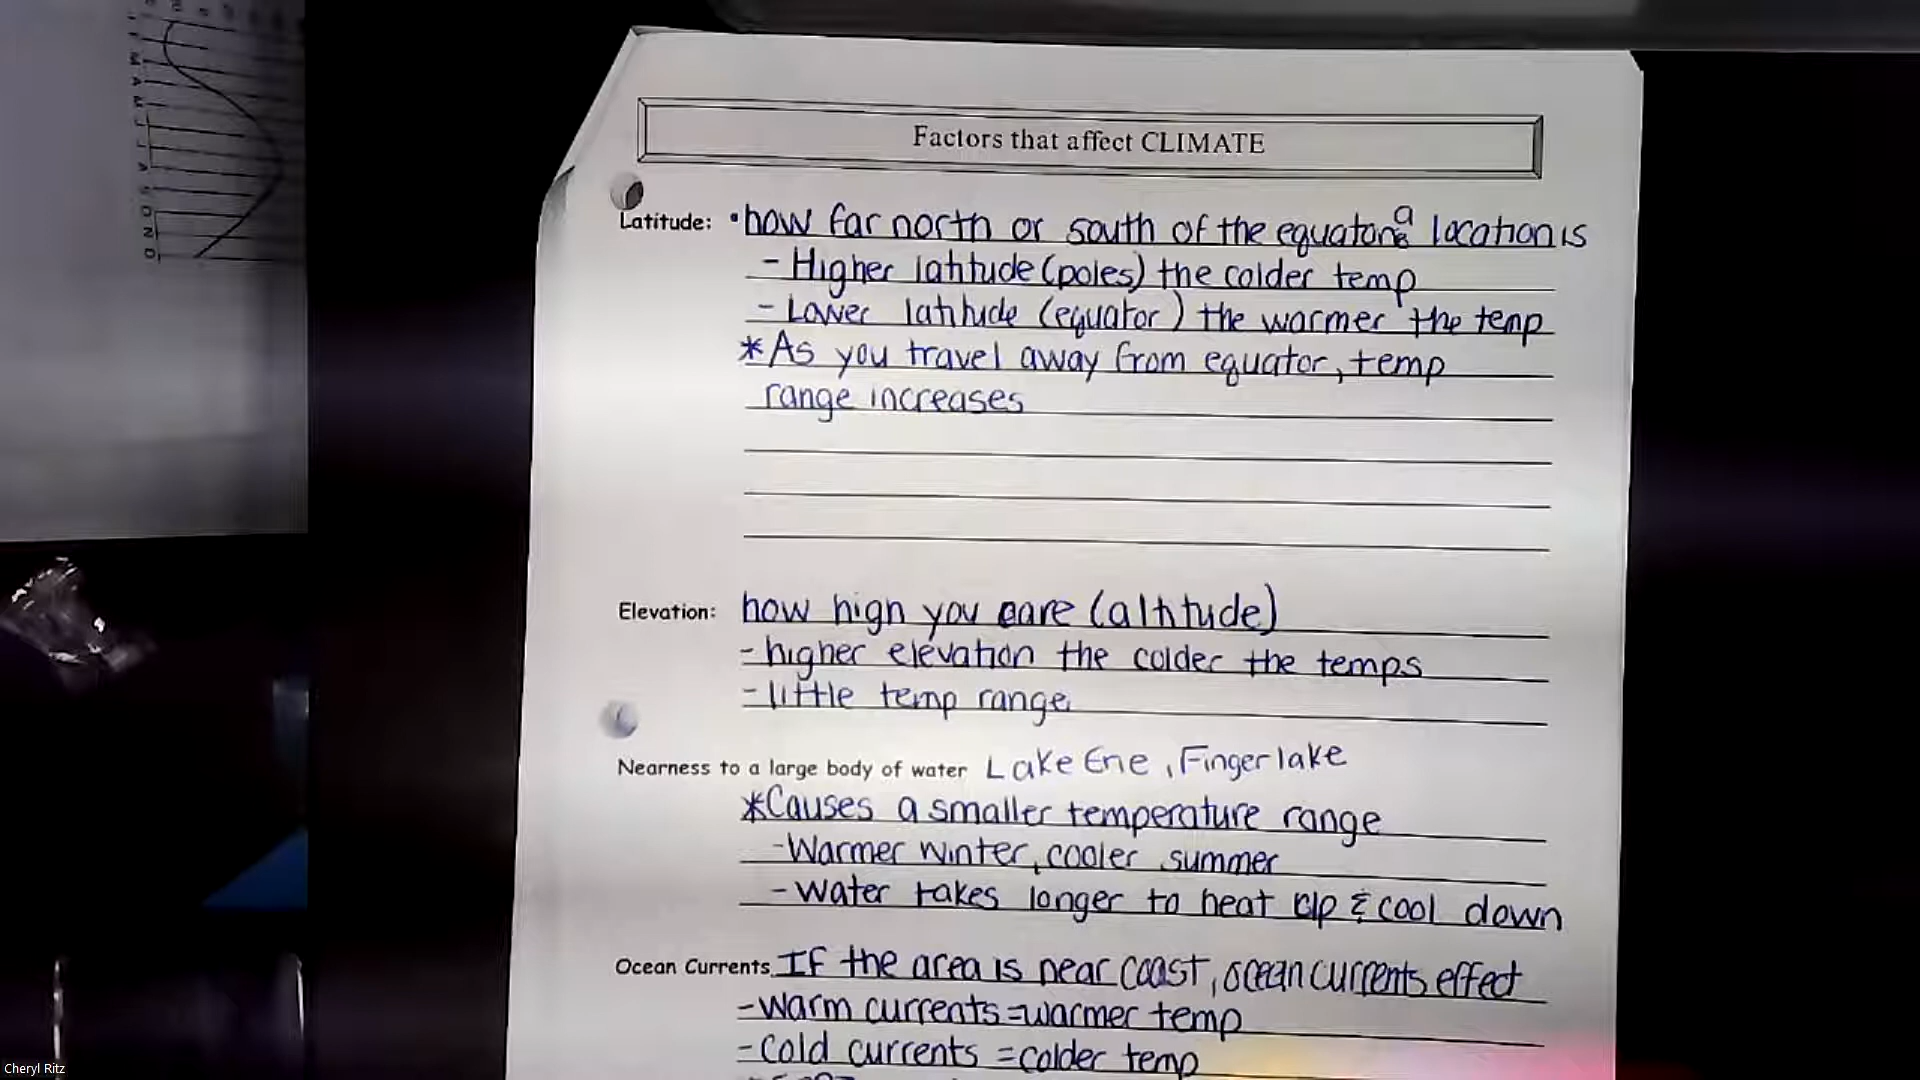 Factors that affect CLIMATE
Latitude: •how far north or south of the equator a location is
- Higher latitude (poles) the colder temp
- Lower latitude (equator) the warmer the temp
*As you travel away from equator, temp
range increases
Elevation: how high you are (altitude)
- higher elevation the colder the temps
- little temp range
Nearness to a large body of water Lake Erie, Finger lake
*Causes a smaller temperature range
- Warmer winter, cooler summer
- Water takes longer to heat up & cool down
Ocean Currents If the area is near coast, ocean currents effect
- Warm currents = warmer temp
- Cold currents = colder temp
J F M A M J J A S O N D
Cheryl Ritz